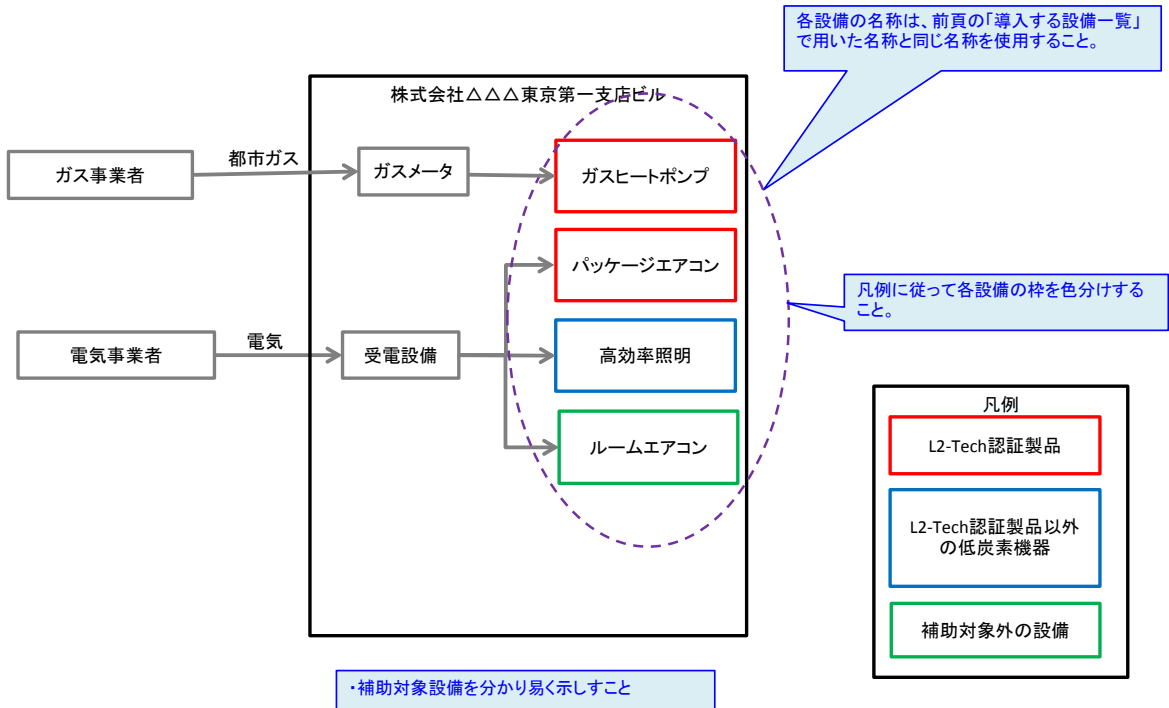 各設備の名称は、前頁の「導入する設備一覧」
で用いた名称と同じ名称を使用すること。
株式会社△△△東京第一支店ビル
ガス事業者
都市ガス
ガスメータ
ガスヒートポンプ
パッケージエアコン
凡例に従って各設備の枠を色分けする
こと。
電気事業者
電気
受電設備
高効率照明
ルームエアコン
凡例
L2-Tech認証製品
L2-Tech認証製品以外
の低炭素機器
補助対象外の設備
・補助対象設備を分かり易く示しすこと